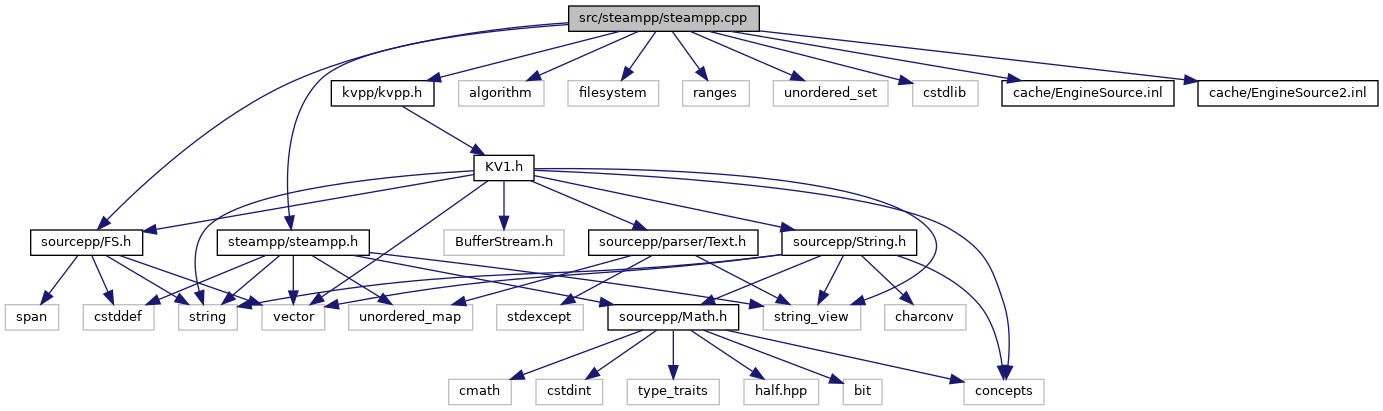 src/steampp/steampp.cpp
kvpp/kvpp.h
algorithm
filesystem
ranges
unordered_set
cstdlib
cache/EngineSource.inl
cache/EngineSource2.inl
KV1.h
sourcepp/FS.h
steampp/steampp.h
BufferStream.h
sourcepp/parser/Text.h
sourcepp/String.h
span
cstddef
string
vector
unordered_map
stdexcept
sourcepp/Math.h
string_view
charconv
cmath
cstdint
type_traits
half.hpp
bit
concepts